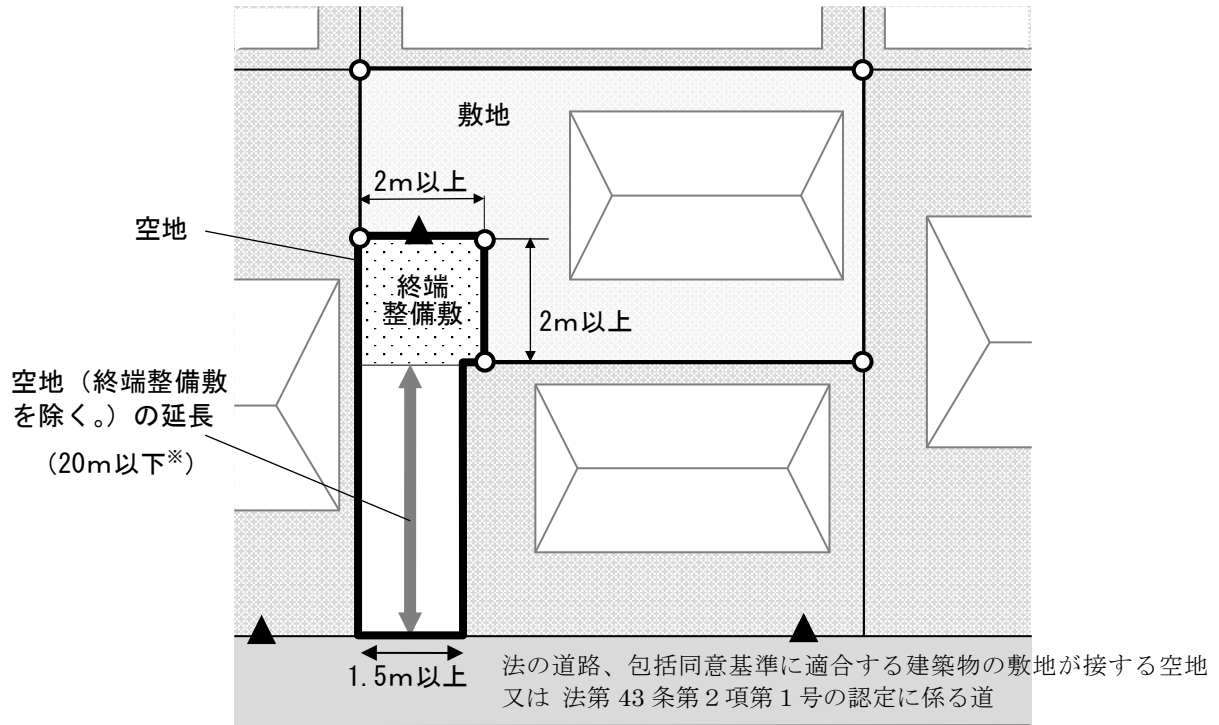 敷地
2m以上
空地
終端
整備敷
2m以上
空地（終端整備敷
を除く。）の延長
（20m以下※）
1.5m以上
法の道路、包括同意基準に適合する建築物の敷地が接する空地
又は 法第 43 条第２項第１号の認定に係る道